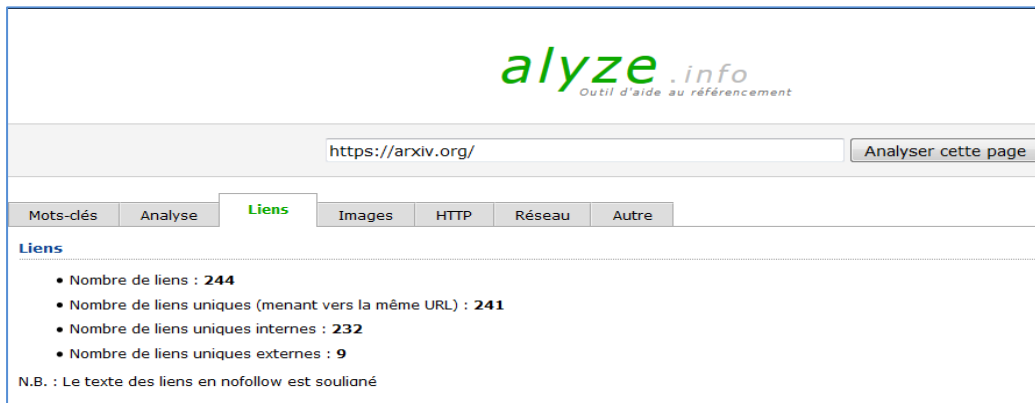 alyze .info
Outil d'aide au référencement
https://arxiv.org/ Analyser cette page
Mots-clés Analyse Liens Images HTTP Réseau Autre
Liens
• Nombre de liens : 244
• Nombre de liens uniques (menant vers la même URL) : 241
• Nombre de liens uniques internes : 232
• Nombre de liens uniques externes : 9
N.B. : Le texte des liens en nofollow est souligné